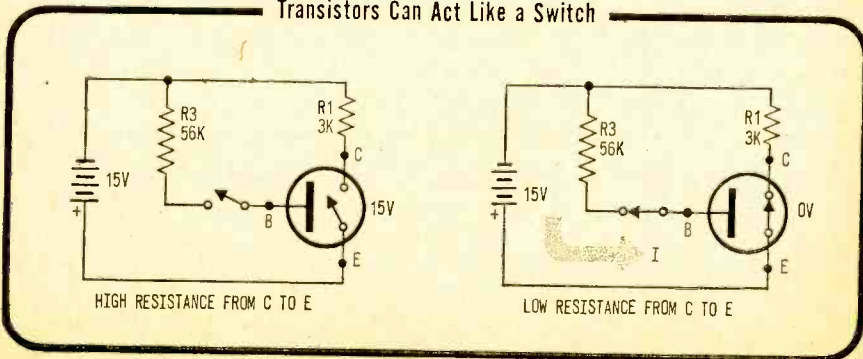 Transistors Can Act Like a Switch
R3
56K
R1
3K
C
15V
+
B
15V
E
HIGH RESISTANCE FROM C TO E
R3
56K
R1
3K
C
15V
+
B
0V
I
E
LOW RESISTANCE FROM C TO E